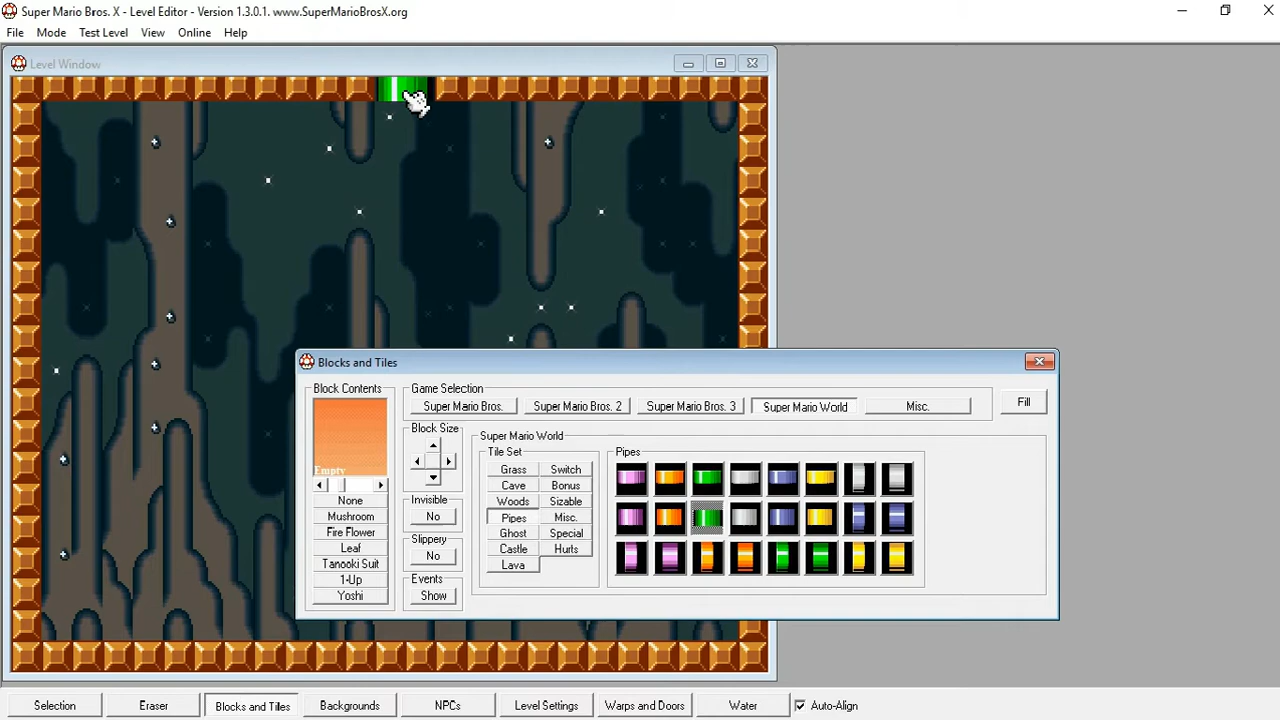 Super Mario Bros. X - Level Editor - Version 1.3.0.1. www.SuperMarioBrosX.org
File Mode Test Level View Online Help
Level Window
Blocks and Tiles
Block Contents
Empty
None
Mushroom
Fire Flower
Leaf
Tanooki Suit
1-Up
Yoshi
Block Size
Invisible
No
Slippery
No
Events
Show
Game Selection
Super Mario Bros. Super Mario Bros. 2 Super Mario Bros. 3 Super Mario World Misc.
Fill
Super Mario World
Tile Set
Grass Switch
Cave Bonus
Woods Sizable
Pipes Misc.
Ghost Special
Castle Hurts
Lava
Pipes
Selection Eraser Blocks and Tiles Backgrounds NPCs Level Settings Warps and Doors Water Auto-Align